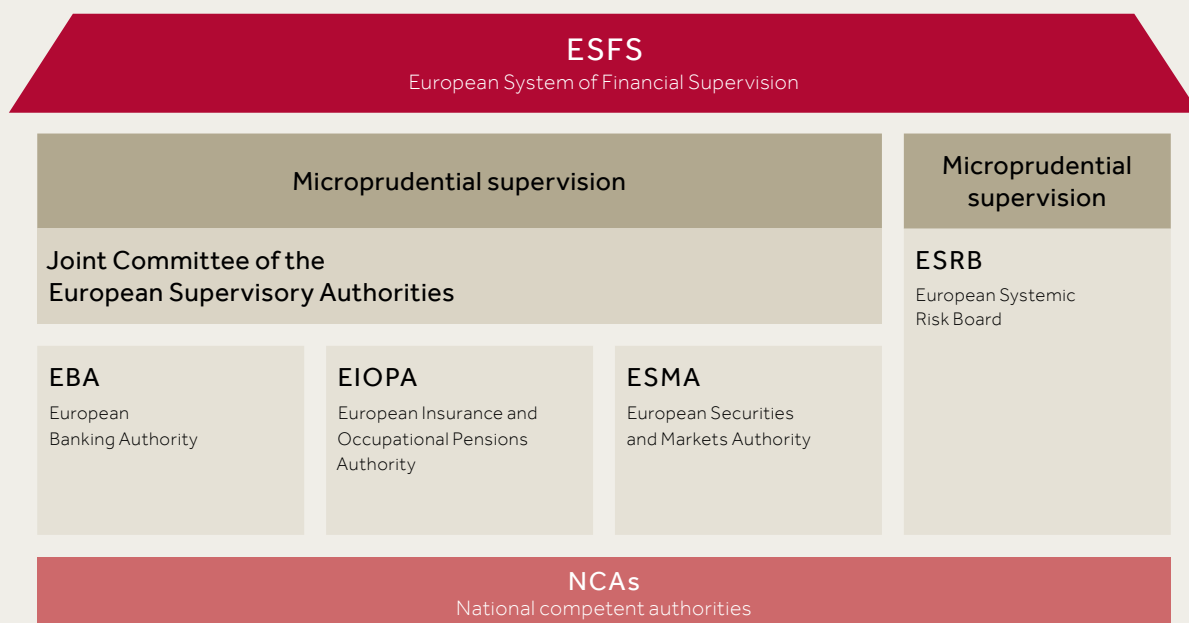 ESFS
European System of Financial Supervision
Microprudential supervision
Microprudential
supervision
Joint Committee of the
European Supervisory Authorities
ESRB
European Systemic
Risk Board
EBA
European
Banking Authority
EIOPA
European Insurance and
Occupational Pensions
Authority
ESMA
European Securities
and Markets Authority
NCAs
National competent authorities